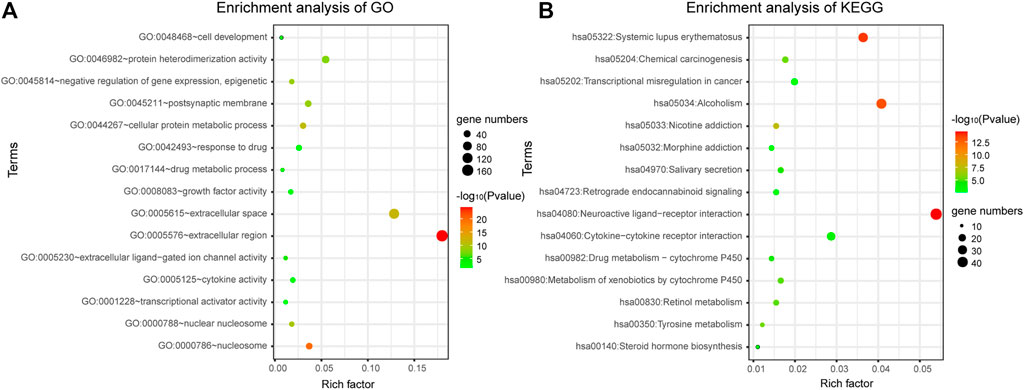 A
Enrichment analysis of GO
Terms
GO:0048468~cell development
GO:0046982~protein heterodimerization activity
GO:0045814~negative regulation of gene expression, epigenetic
GO:0045211~postsynaptic membrane
GO:0044267~cellular protein metabolic process
GO:0042493~response to drug
GO:0017144~drug metabolic process
GO:0008083~growth factor activity
GO:0005615~extracellular space
GO:0005576~extracellular region
GO:0005230~extracellular ligand-gated ion channel activity
GO:0005125~cytokine activity
GO:0001228~transcriptional activator activity
GO:0000788~nuclear nucleosome
GO:0000786~nucleosome
0.00 0.05 0.10 0.15
Rich factor
gene numbers
40
80
120
160
-log10(Pvalue)
20
15
10
5
B
Enrichment analysis of KEGG
Terms
hsa05322:Systemic lupus erythematosus
hsa05204:Chemical carcinogenesis
hsa05202:Transcriptional misregulation in cancer
hsa05034:Alcoholism
hsa05033:Nicotine addiction
hsa05032:Morphine addiction
hsa04970:Salivary secretion
hsa04723:Retrograde endocannabinoid signaling
hsa04080:Neuroactive ligand-receptor interaction
hsa04060:Cytokine-cytokine receptor interaction
hsa00982:Drug metabolism - cytochrome P450
hsa00980:Metabolism of xenobiotics by cytochrome P450
hsa00830:Retinol metabolism
hsa00350:Tyrosine metabolism
hsa00140:Steroid hormone biosynthesis
0.01 0.02 0.03 0.04 0.05
Rich factor
-log10(Pvalue)
12.5
10.0
7.5
5.0
gene numbers
10
20
30
40